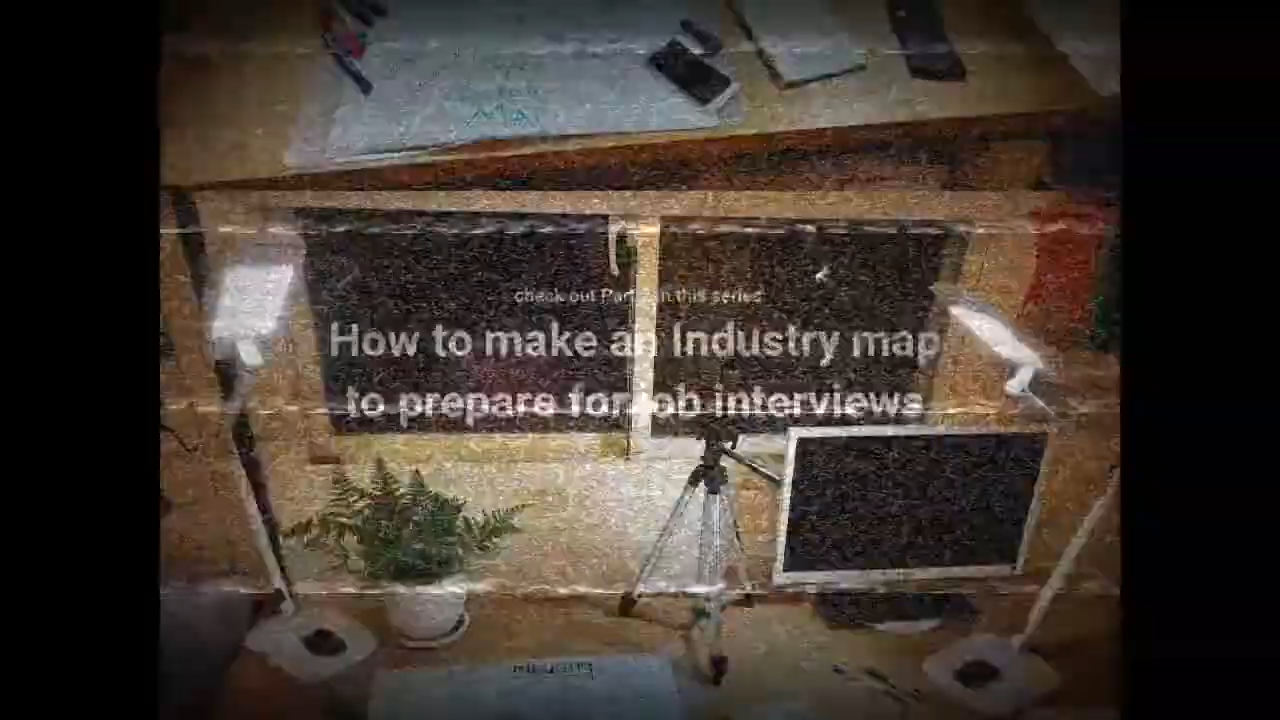 check out Part in this series
How to make an Industry map
to prepare for job interviews